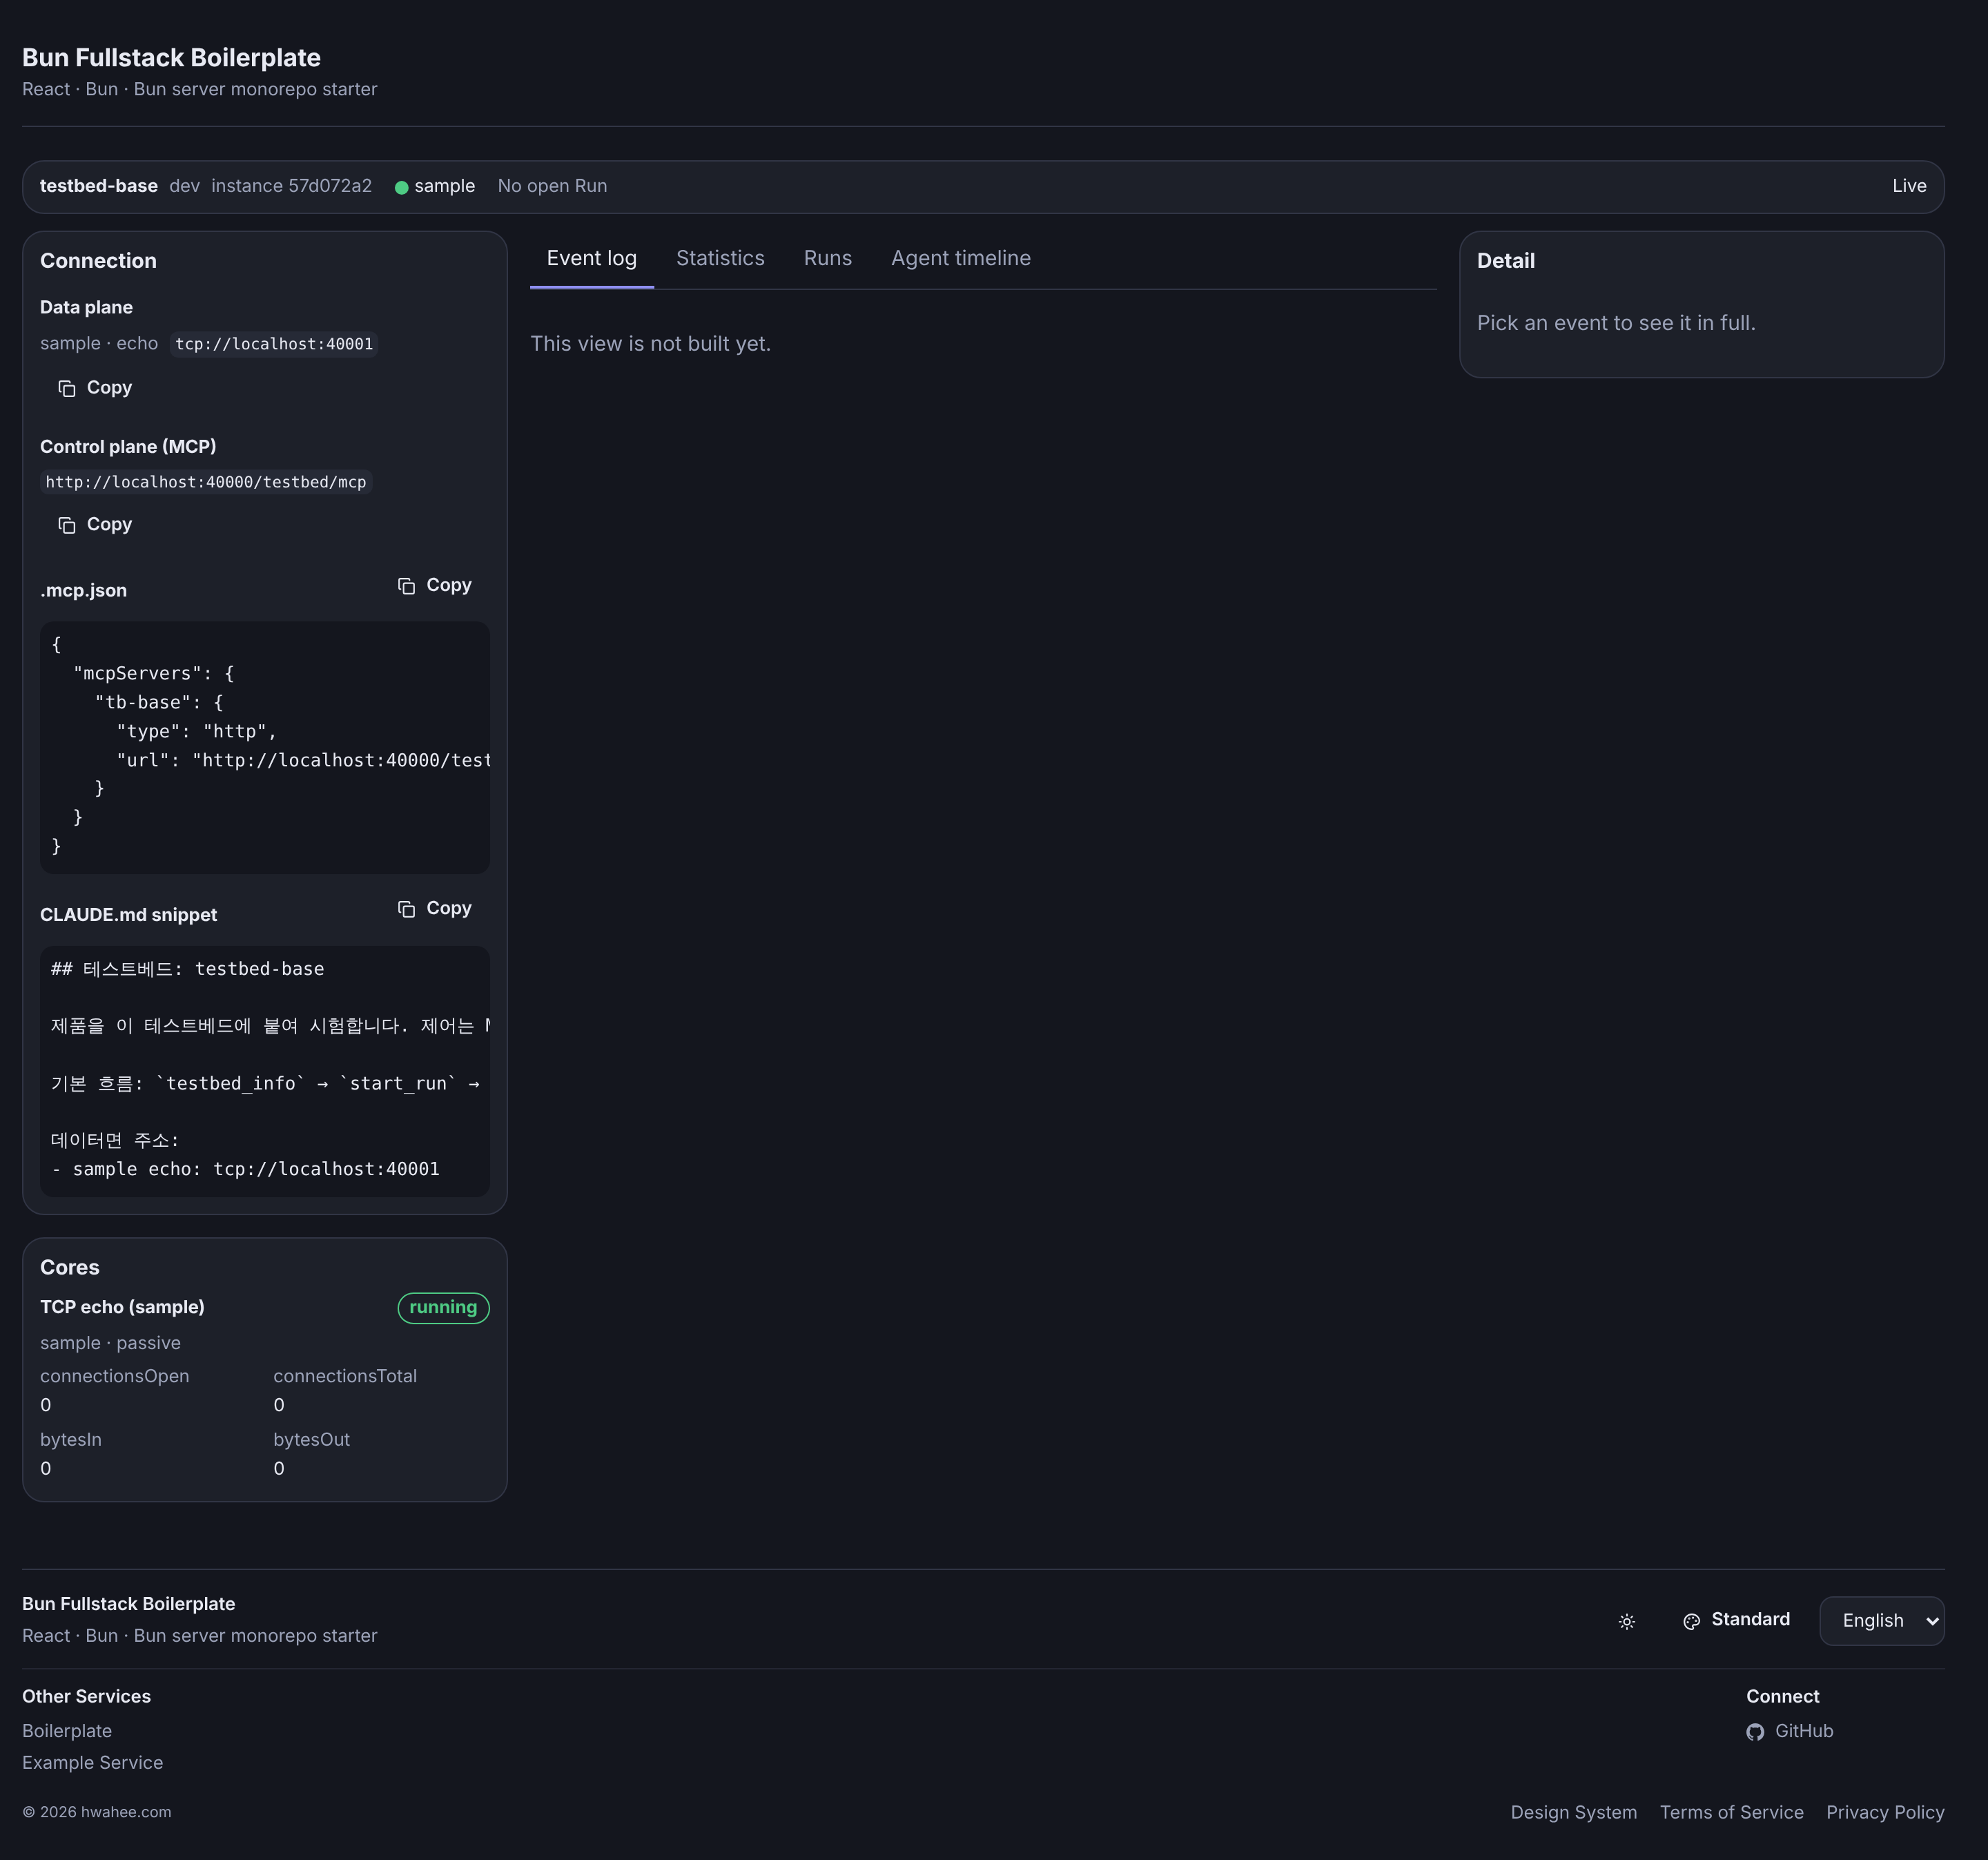 Bun Fullstack Boilerplate
React · Bun · Bun server monorepo starter
testbed-base dev instance 57d072a2 sample No open Run Live
Connection
Data plane
sample · echo tcp://localhost:40001
Copy
Control plane (MCP)
http://localhost:40000/testbed/mcp
Copy
.mcp.json Copy
{
  "mcpServers": {
    "tb-base": {
      "type": "http",
      "url": "http://localhost:40000/test
    }
  }
}
CLAUDE.md snippet Copy
## 테스트베드: testbed-base
제품을 이 테스트베드에 붙여 시험합니다. 제어는 M
기본 흐름: `testbed_info` → `start_run` →
데이터면 주소:
- sample echo: tcp://localhost:40001
Cores
TCP echo (sample) running
sample · passive
connectionsOpen connectionsTotal
0 0
bytesIn bytesOut
0 0
Event log Statistics Runs Agent timeline
This view is not built yet.
Detail
Pick an event to see it in full.
Bun Fullstack Boilerplate
React · Bun · Bun server monorepo starter
Standard English
Other Services
Boilerplate
Example Service
Connect
GitHub
© 2026 hwahee.com
Design System Terms of Service Privacy Policy